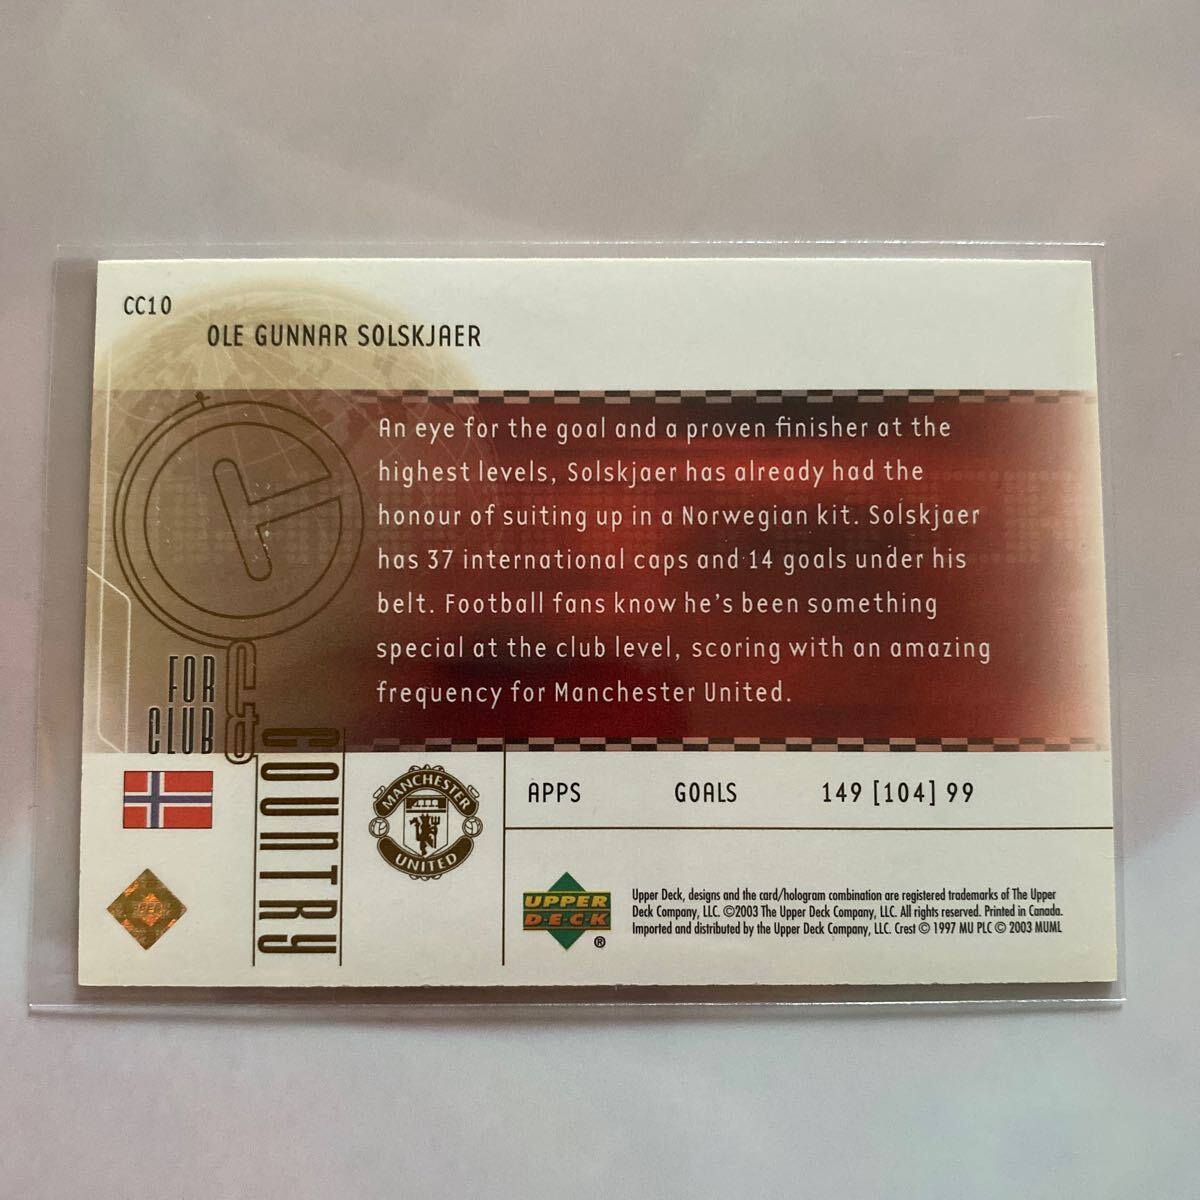 CC10
OLE GUNNAR SOLSKJAER
An eye for the goal and a proven finisher at the
highest levels, Solskjaer has already had the
honour of suiting up in a Norwegian kit. Solskjaer
has 37 international caps and 14 goals under his
belt. Football fans know he's been something
special at the club level, scoring with an amazing
frequency for Manchester United.
FOR
CLUB
&
COUNTRY
MANCHESTER
UNITED
APPS GOALS 149 [104] 99
UPPER
DECK
®
Upper Deck, designs and the card/hologram combination are registered trademarks of The Upper
Deck Company, LLC. ©2003 The Upper Deck Company, LLC. All rights reserved. Printed in Canada.
Imported and distributed by the Upper Deck Company, LLC. Crest © 1997 MU PLC © 2003 MUML